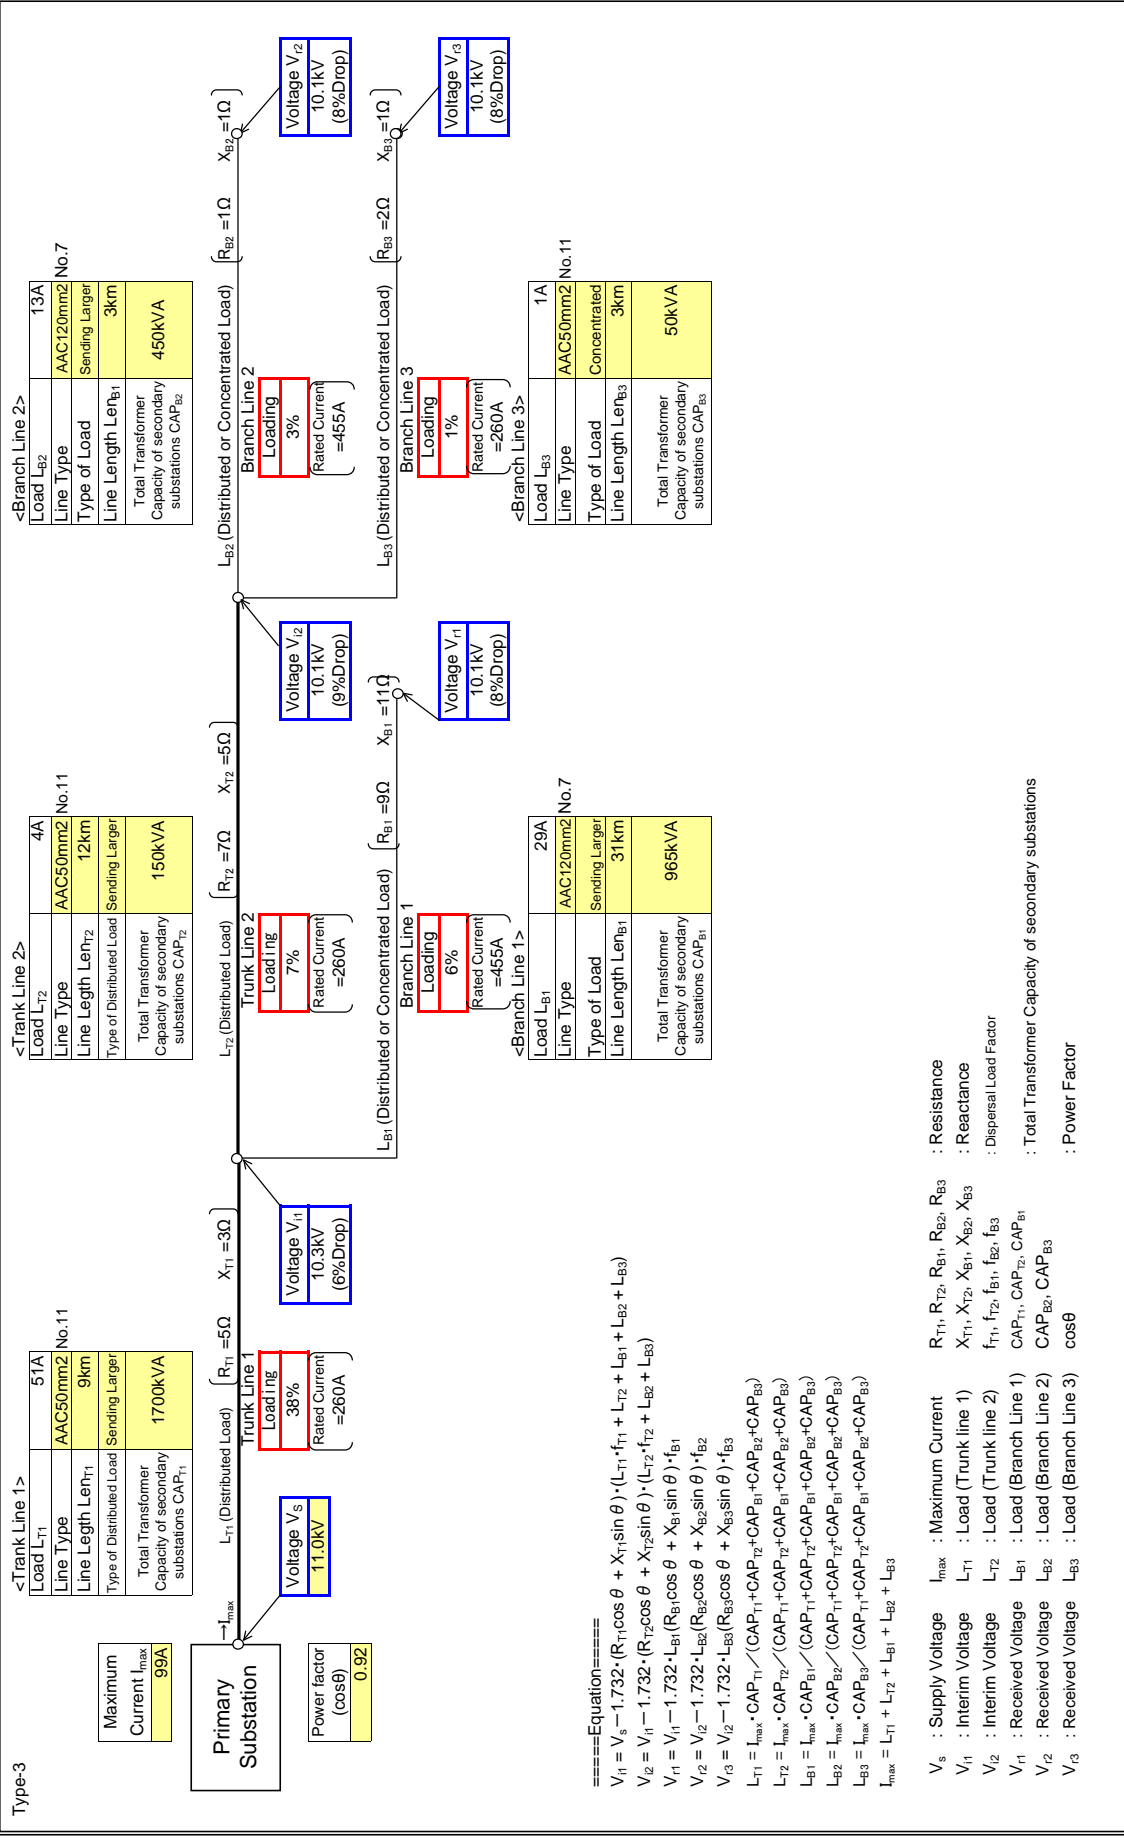 Type-3
<Trank Line 1>
Load LT1 51A
Line Type AAC50mm2 No.11
Line Legth LenT1 9km
Type of Distributed Load Sending Larger
Total Transformer
Capacity of secondary
substations CAPT1
1700kVA
<Trank Line 2>
Load LT2 4A
Line Type AAC50mm2 No.11
Line Legth LenT2 12km
Type of Distributed Load Sending Larger
Total Transformer
Capacity of secondary
substations CAPT2
150kVA
<Branch Line 2>
Load LB2 13A
Line Type AAC120mm2 No.7
Type of Load Sending Larger
Line Length LenB1 3km
Total Transformer
Capacity of secondary
substations CAPB2
450kVA
Maximum
Current Imax
99A
Primary
Substation
→Imax
Power factor
(cosθ)
0.92
Voltage VS
11.0kV
LT1 (Distributed Load)
RT1 =5Ω XT1 =3Ω
Trunk Line 1
Loading
38%
Rated Current
=260A
Voltage Vi1
10.3kV
(6%Drop)
LT2 (Distributed Load)
RT2 =7Ω XT2 =5Ω
Trunk Line 2
Loading
7%
Rated Current
=260A
Voltage Vi2
10.1kV
(9%Drop)
LB2 (Distributed or Concentrated Load)
RB2 =1Ω XB2 =1Ω
Branch Line 2
Loading
3%
Rated Current
=455A
Voltage Vr2
10.1kV
(8%Drop)
LB1 (Distributed or Concentrated Load)
RB1 =9Ω XB1 =11Ω
Branch Line 1
Loading
6%
Rated Current
=455A
Voltage Vr1
10.1kV
(8%Drop)
LB3 (Distributed or Concentrated Load)
RB3 =2Ω XB3 =1Ω
Branch Line 3
Loading
1%
Rated Current
=260A
Voltage Vr3
10.1kV
(8%Drop)
<Branch Line 1>
Load LB1 29A
Line Type AAC120mm2 No.7
Type of Load Sending Larger
Line Length LenB1 31km
Total Transformer
Capacity of secondary
substations CAPB1
965kVA
<Branch Line 3>
Load LB3 1A
Line Type AAC50mm2 No.11
Type of Load Concentrated
Line Length LenB3 3km
Total Transformer
Capacity of secondary
substations CAPB3
50kVA
=====Equation=====
Vi1 = Vs−1.732・(RT1cos θ + XT1sin θ)・(LT1・fT1 + LT2 + LB1 + LB2 + LB3)
Vi2 = Vi1−1.732・(RT2cos θ + XT2sin θ)・(LT2・fT2 + LB2 + LB3)
Vr1 = Vi1−1.732・LB1(RB1cos θ + XB1sin θ)・fB1
Vr2 = Vi2−1.732・LB2(RB2cos θ + XB2sin θ)・fB2
Vr3 = Vi2−1.732・LB3(RB3cos θ + XB3sin θ)・fB3
LT1 = Imax・CAPT1/(CAPT1+CAPT2+CAPB1+CAPB2+CAPB3)
LT2 = Imax・CAPT2/(CAPT1+CAPT2+CAPB1+CAPB2+CAPB3)
LB1 = Imax・CAPB1/(CAPT1+CAPT2+CAPB1+CAPB2+CAPB3)
LB2 = Imax・CAPB2/(CAPT1+CAPT2+CAPB1+CAPB2+CAPB3)
LB3 = Imax・CAPB3/(CAPT1+CAPT2+CAPB1+CAPB2+CAPB3)
Imax = LT1 + LT2 + LB1 + LB2 + LB3
Vs : Supply Voltage Imax : Maximum Current RT1, RT2, RB1, RB2, RB3 : Resistance
Vi1 : Interim Voltage LT1 : Load (Trunk line 1) XT1, XT2, XB1, XB2, XB3 : Reactance
Vi2 : Interim Voltage LT2 : Load (Trunk line 2) fT1, fT2, fB1, fB2, fB3 : Dispersal Load Factor
Vr1 : Received Voltage LB1 : Load (Branch Line 1) CAPT1, CAPT2, CAPB1
Vr2 : Received Voltage LB2 : Load (Branch Line 2) CAPB2, CAPB3 : Total Transformer Capacity of secondary substations
Vr3 : Received Voltage LB3 : Load (Branch Line 3) cosθ : Power Factor